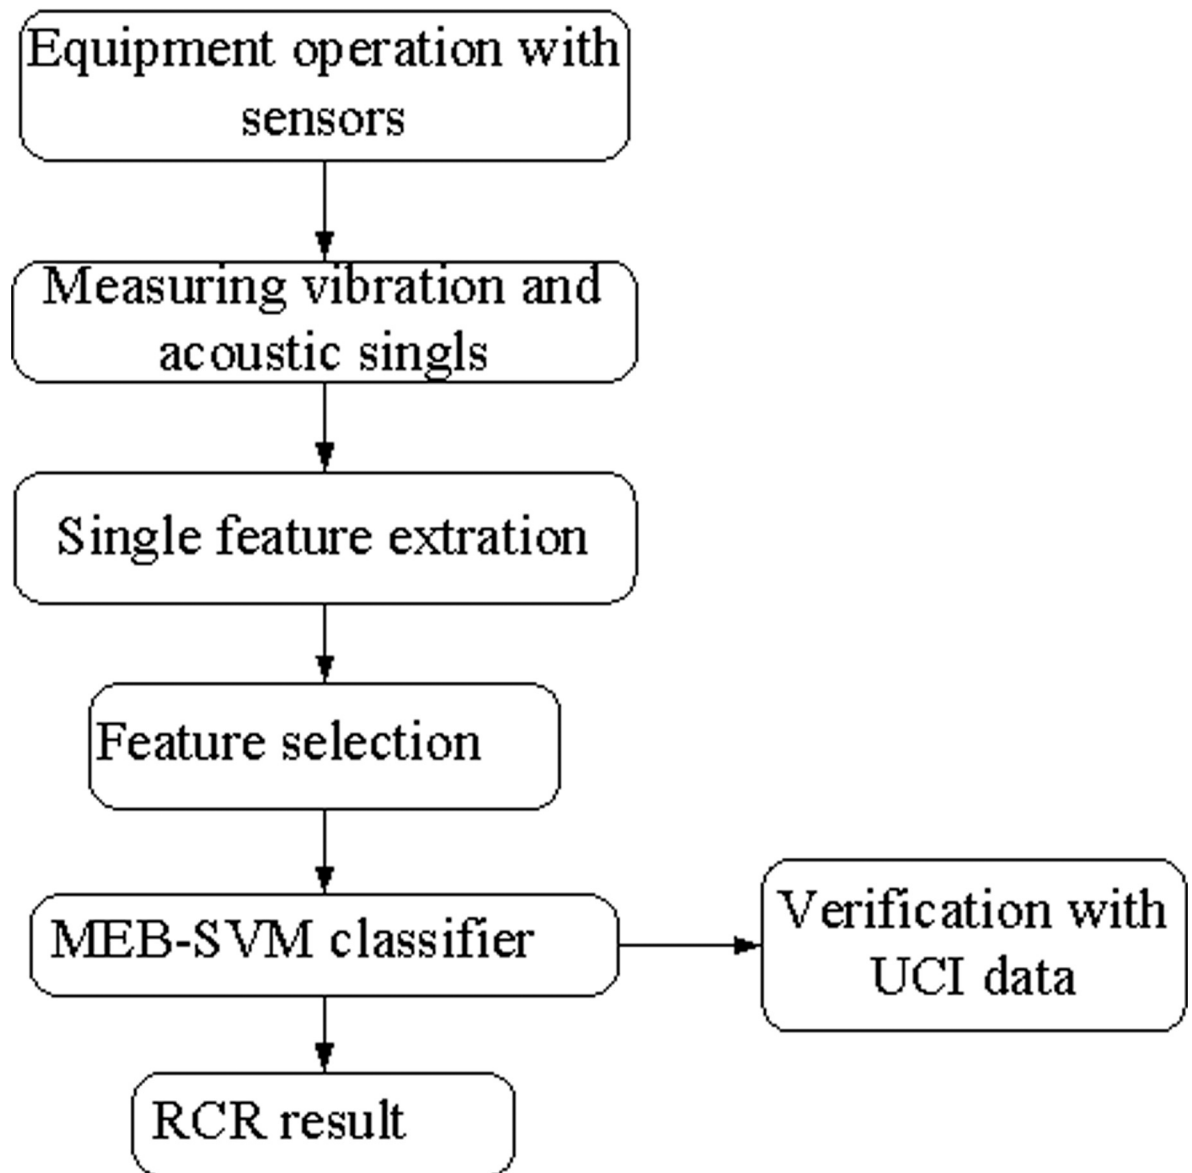 Equipment operation with
sensors
Measuring vibration and
acoustic singls
Single feature extration
Feature selection
MEB-SVM classifier
Verification with
UCI data
RCR result